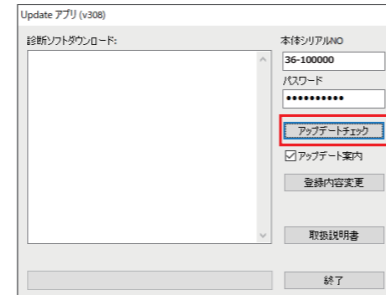 Update アプリ (v308)
診断ソフトダウンロード:
本体シリアルNO
36-100000
パスワード
●●●●●●●●●●
アップデートチェック
アップデート案内
登録内容変更
取扱説明書
終了